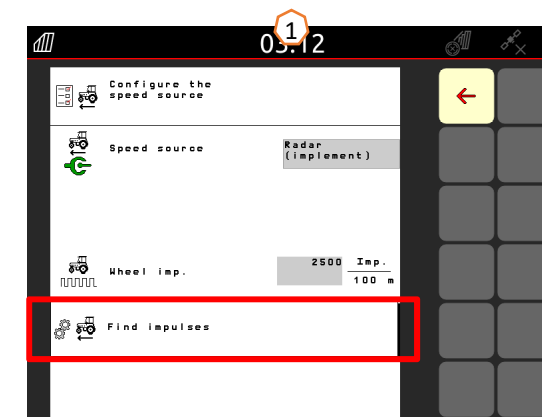 1
03.12
Configure the
speed source
Speed source
Radar
(implement)
Wheel imp.
2500 Imp.
100 m
Find impulses